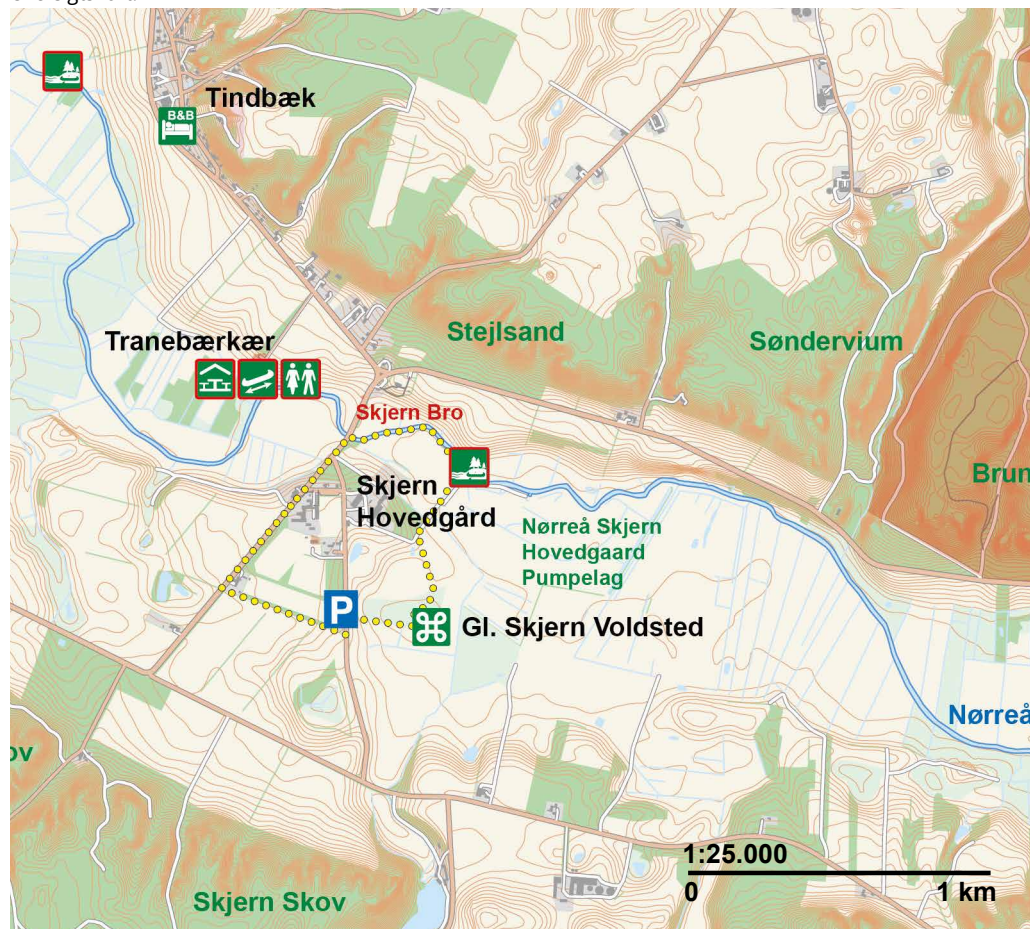 Tindbæk
B&B
Tranebærkær
Stejlsand
Søndervium
Skjern Bro
Skjern
Hovedgård
Brun
Nørreå Skjern
Hovedgaard
Pumpelag
P
Gl. Skjern Voldsted
Nørreå
ov
1:25.000
0 1 km
Skjern Skov